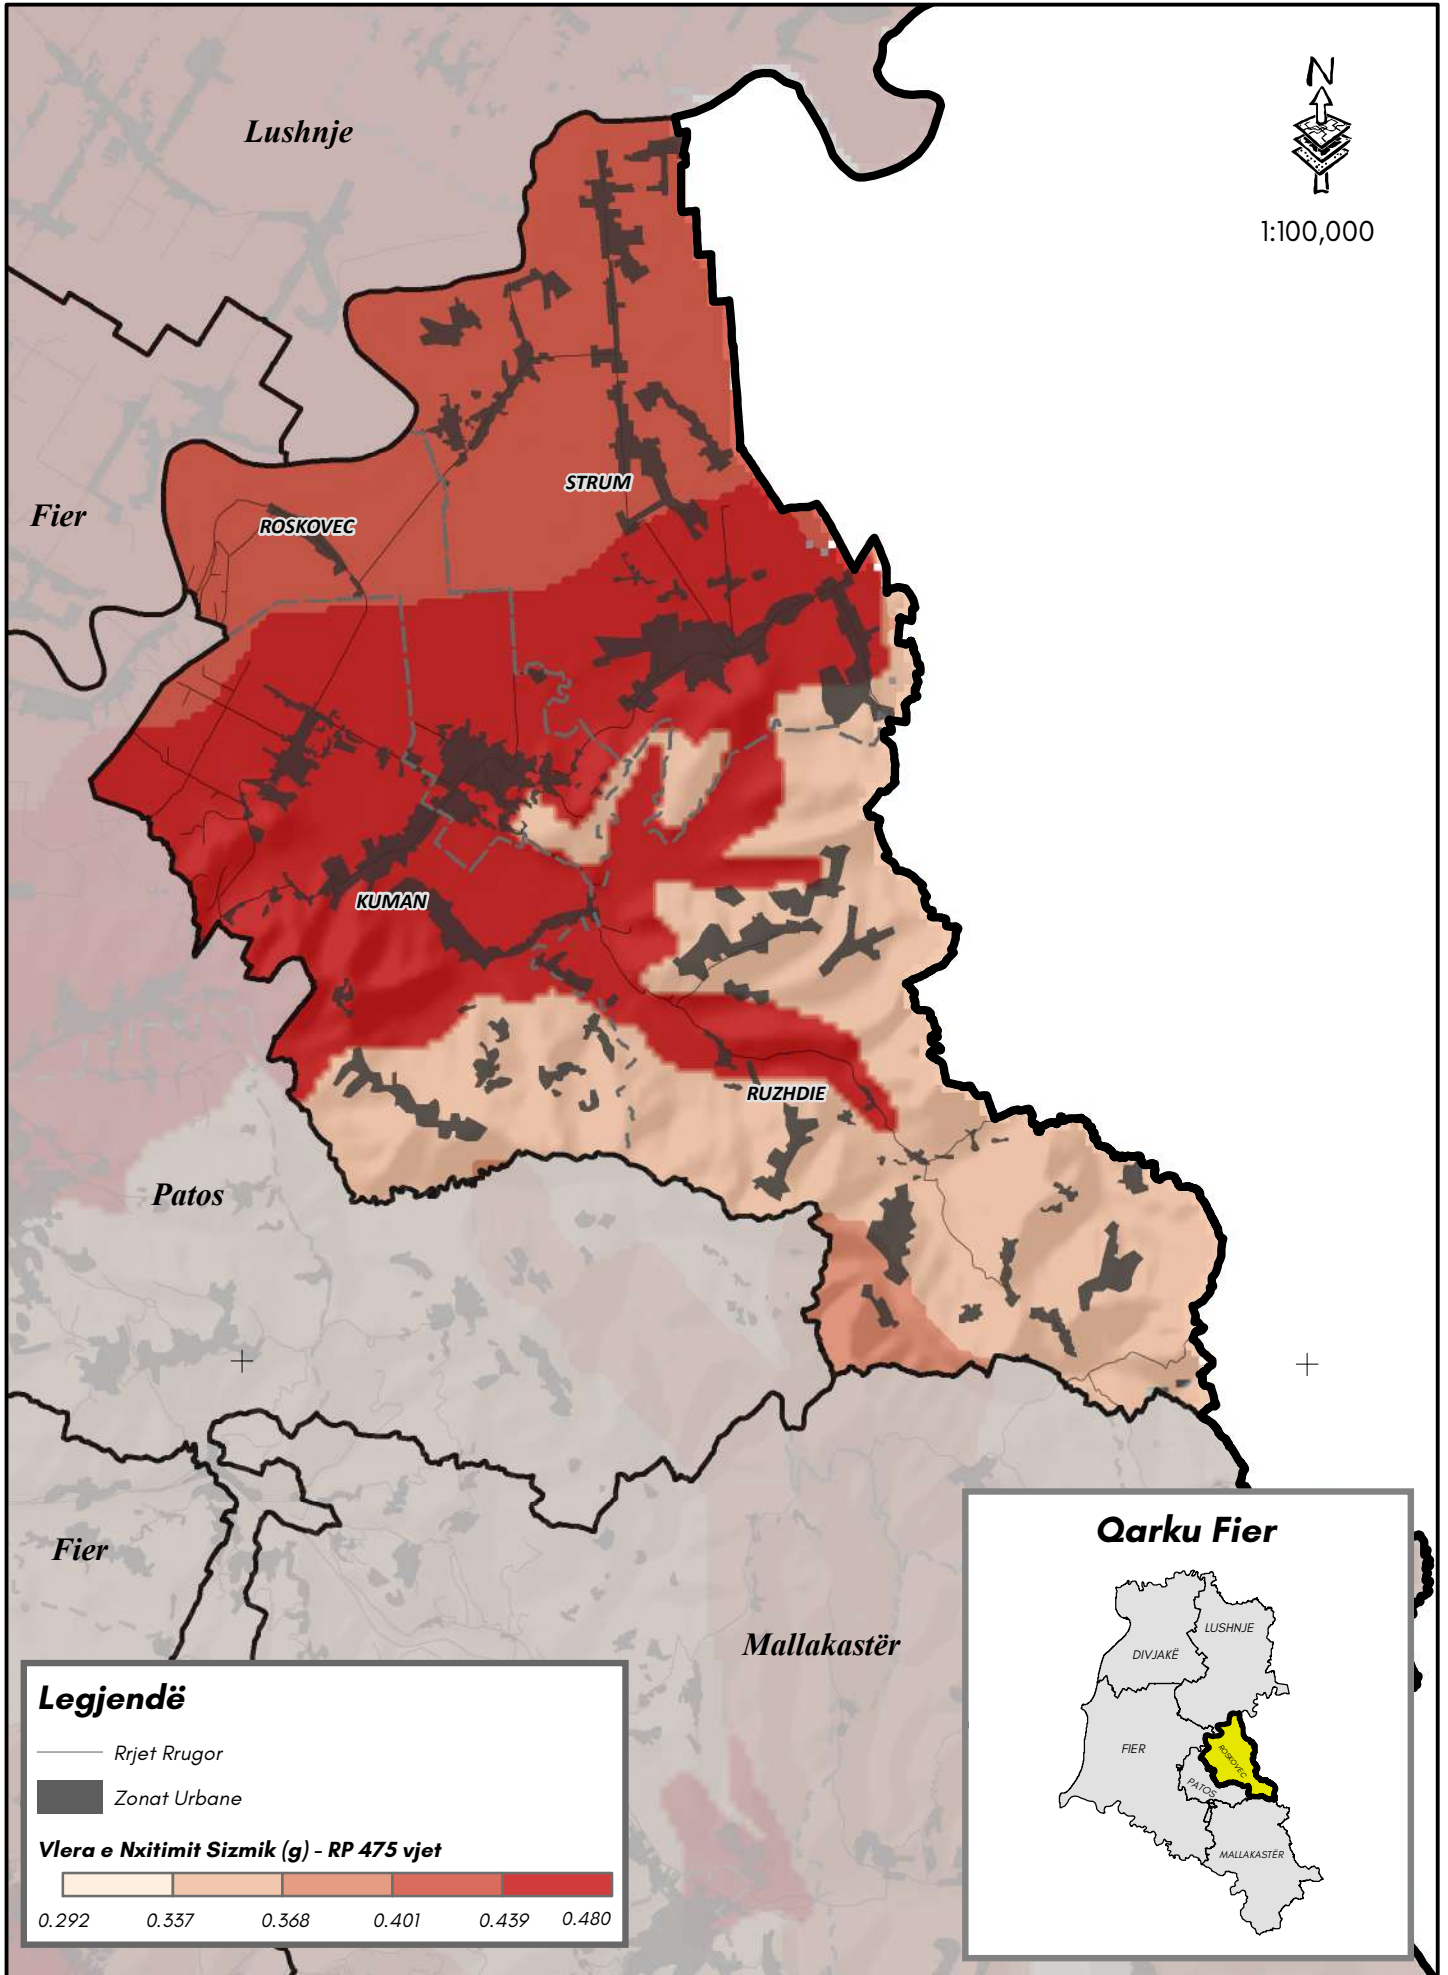 N
1:100,000
Lushnje
Fier
STRUM
ROSKOVEC
KUMAN
RUZHDIE
Patos
Fier
Mallakastër
Legjendë
Rrjet Rrugor
Zonat Urbane
Vlera e Nxitimit Sizmik (g) - RP 475 vjet
0.292 0.337 0.368 0.401 0.439 0.480
Qarku Fier
LUSHNJE
DIVJAKË
FIER
ROSKOVEC
PATOS
MALLAKASTËR